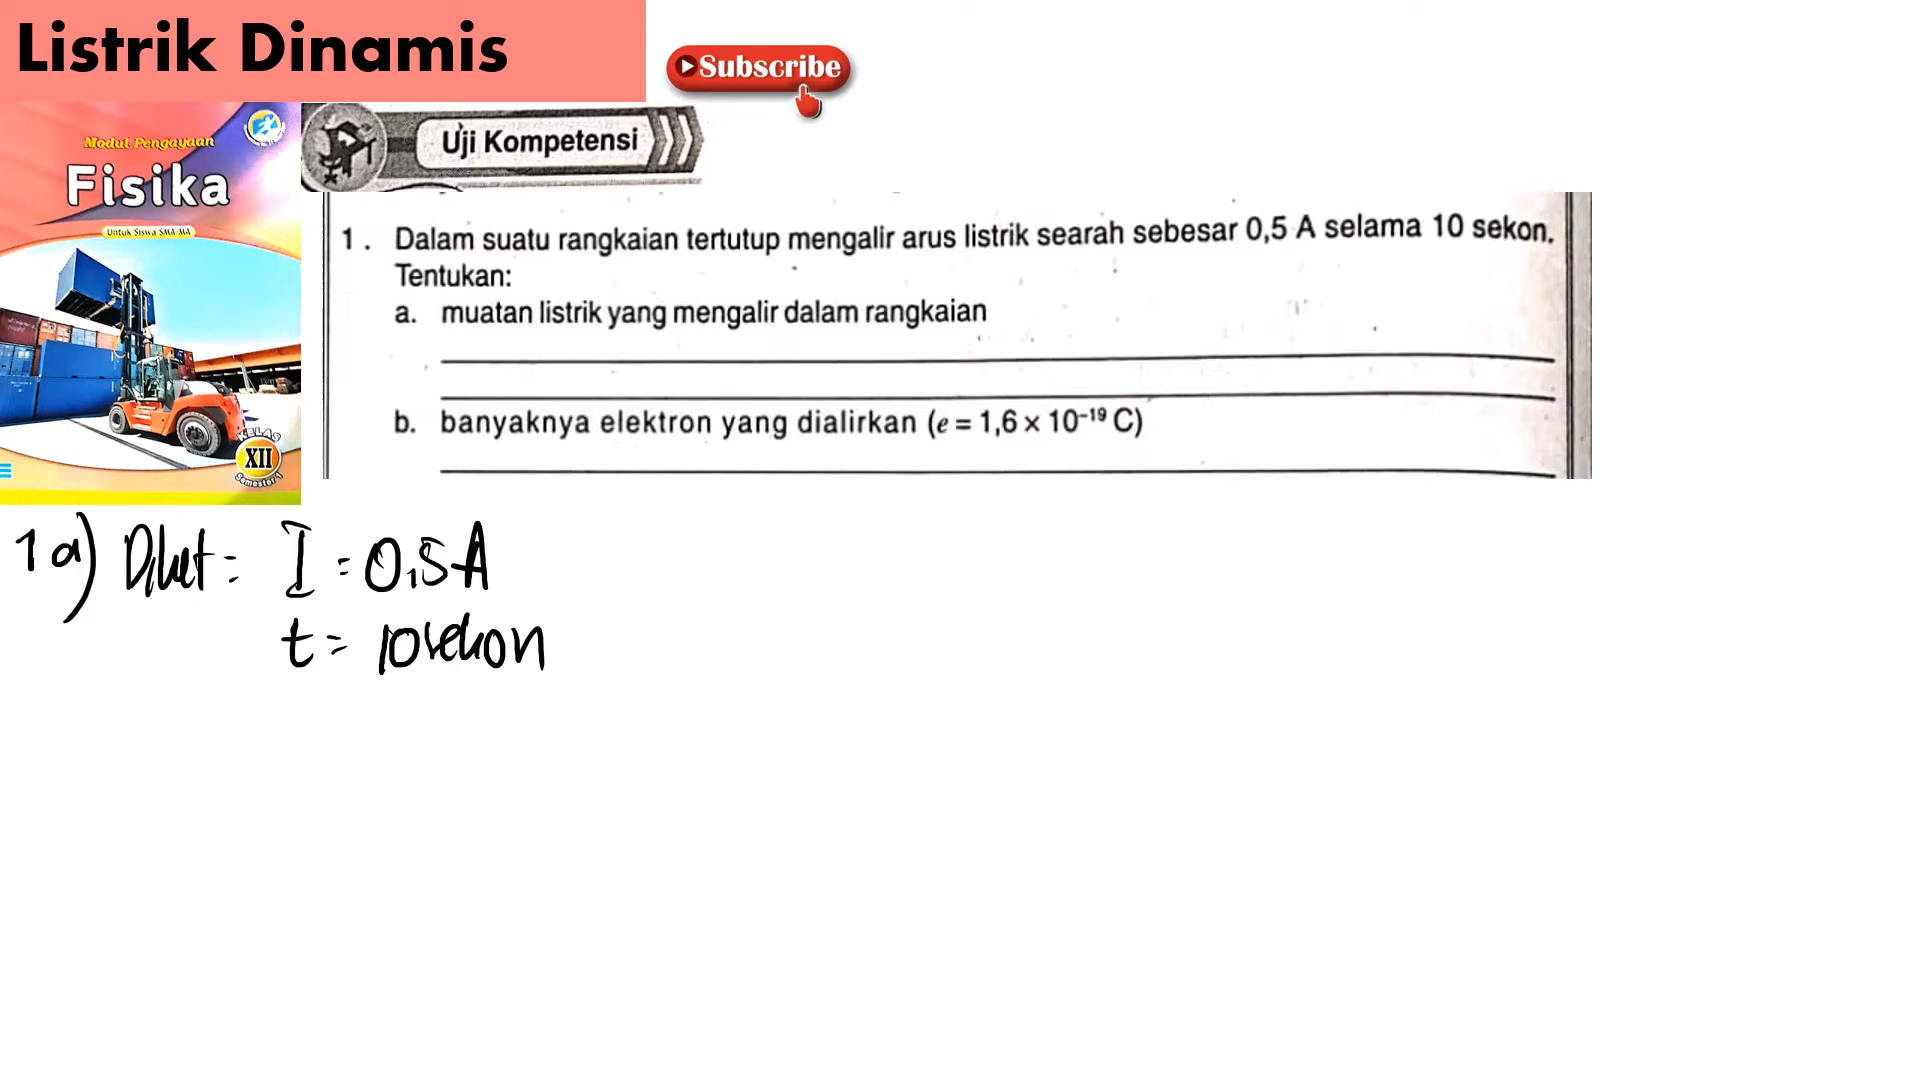 Listrik Dinamis
Subscribe
Modul Pengayaan
Fisika
Untuk Siswa SMA/MA
KELAS
XII
Semester 1
Uji Kompetensi
1. Dalam suatu rangkaian tertutup mengalir arus listrik searah sebesar 0,5 A selama 10 sekon.
Tentukan:
a. muatan listrik yang mengalir dalam rangkaian
b. banyaknya elektron yang dialirkan (e = 1,6 × 10⁻¹⁹ C)
1 a) Diket = I = 0,5 A
t = 10 sekon